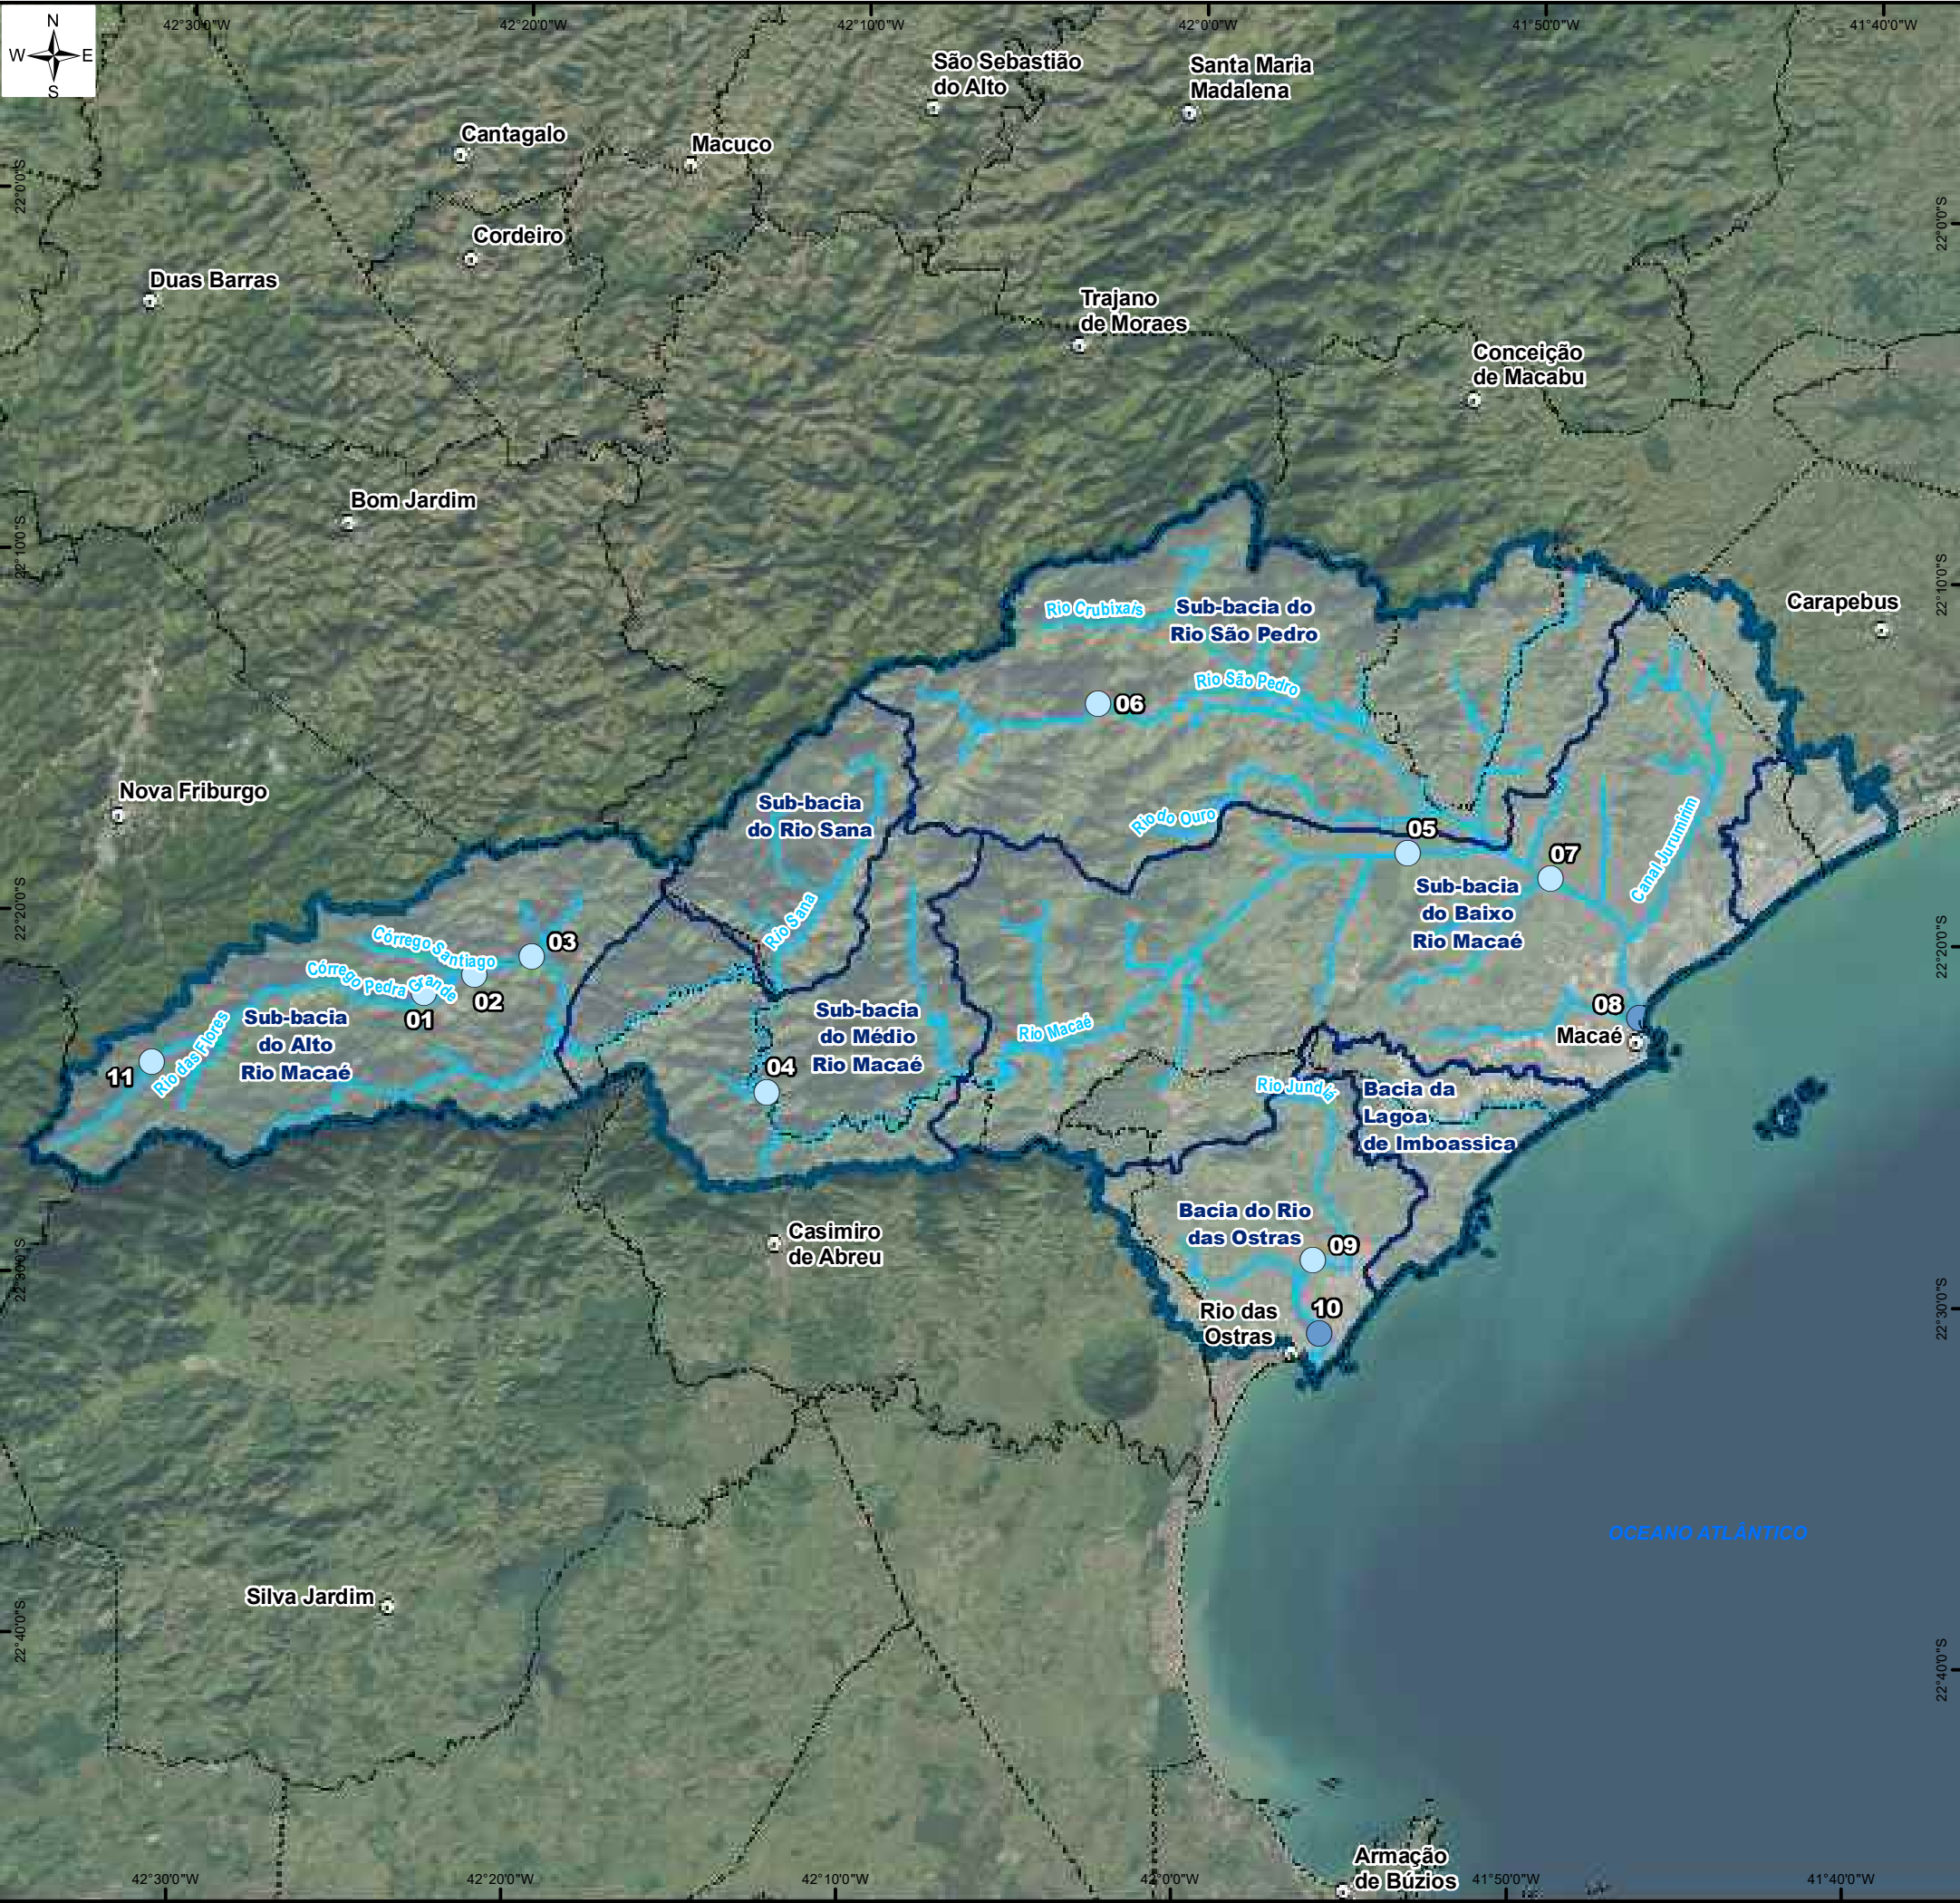 N
W E
S
42°30'0"W
42°20'0"W
42°10'0"W
42°0'0"W
41°50'0"W
41°40'0"W
São Sebastião
do Alto
Santa Maria
Madalena
Cantagalo
Macuco
22°0'0"S
22°0'0"S
Cordeiro
Duas Barras
Trajano
de Moraes
Conceição
de Macabu
Bom Jardim
22°10'0"S
22°10'0"S
Carapebus
Rio Crubixais
Sub-bacia do
Rio São Pedro
Rio São Pedro
06
Nova Friburgo
Sub-bacia
do Rio Sana
Rio do Ouro
05
07
Canal Jurumirim
Sub-bacia
do Baixo
Rio Macaé
22°20'0"S
22°20'0"S
Rio Sana
Córrego Santiago
03
Córrego Pedra Grande
02
01
Sub-bacia
do Alto
Rio Macaé
Rio das Flores
11
Sub-bacia
do Médio
Rio Macaé
04
Rio Macaé
08
Macaé
Rio Jundiá
Bacia da
Lagoa
de Imboassica
Bacia do Rio
das Ostras
09
Casimiro
de Abreu
22°30'0"S
22°30'0"S
10
Rio das
Ostras
OCEANO ATLÂNTICO
Silva Jardim
22°40'0"S
22°40'0"S
Armação
de Búzios
42°30'0"W
42°20'0"W
42°10'0"W
42°0'0"W
41°50'0"W
41°40'0"W